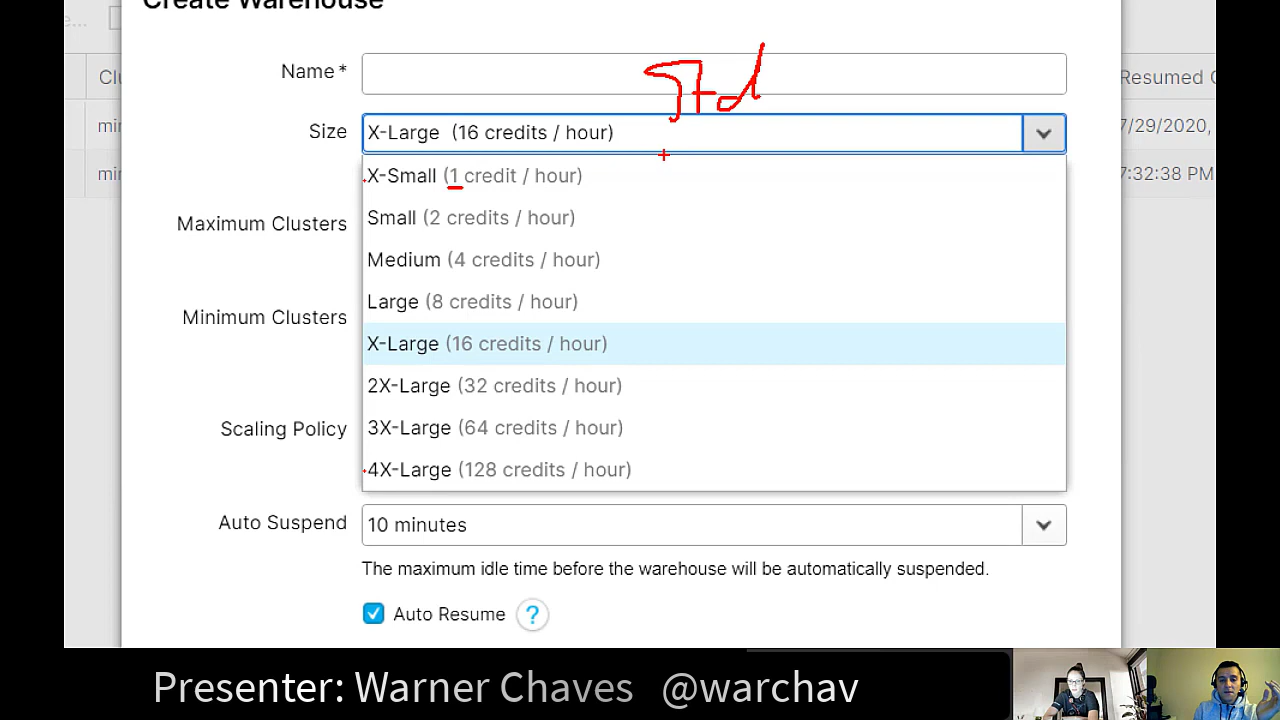 Create Warehouse
Name *
Std
Size
X-Large (16 credits / hour)
X-Small (1 credit / hour)
Small (2 credits / hour)
Medium (4 credits / hour)
Large (8 credits / hour)
X-Large (16 credits / hour)
2X-Large (32 credits / hour)
3X-Large (64 credits / hour)
4X-Large (128 credits / hour)
Maximum Clusters
Minimum Clusters
Scaling Policy
Auto Suspend
10 minutes
The maximum idle time before the warehouse will be automatically suspended.
Auto Resume ?
Clu
min
min
Resumed O
7/29/2020,
7:32:38 PM
Presenter: Warner Chaves @warchav